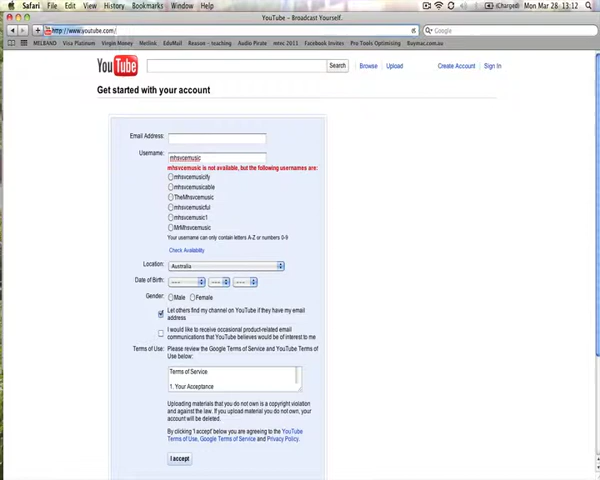 Safari File Edit View History Bookmarks Window Help (Charged) Mon Mar 28 13:12
YouTube - Broadcast Yourself.
http://www.youtube.com/
Google
MELBAND Viva Platinum Virgin Money Mellish EduMail Reason - teaching Audio Pirate mtec 2011 Facebook Invites Pro Tools Optimising Buymac.com.au
YouTube Search Browse Upload Create Account Sign In
Get started with your account
Email Address:
Username: mhsvcemusic
mhsvcemusic is not available, but the following usernames are:
mhsvcemusicify
mhsvcemusicable
TheMhsvcemusic
mhsvcemusicful
mhsvcemusic1
MrMhsvcemusic
Your username can only contain letters A-Z or numbers 0-9
Check Availability
Location: Australia
Date of Birth: --- --- ---
Gender: Male Female
Let others find my channel on YouTube if they have my email
address
I would like to receive occasional product-related email
communications that YouTube believes would be of interest to me
Terms of Use: Please review the Google Terms of Service and YouTube Terms of
Use below:
Terms of Service
1. Your Acceptance
Uploading materials that you do not own is a copyright violation
and against the law. If you upload material you do not own, your
account will be deleted.
By clicking 'I accept' below you are agreeing to the YouTube
Terms of Use, Google Terms of Service and Privacy Policy.
I accept